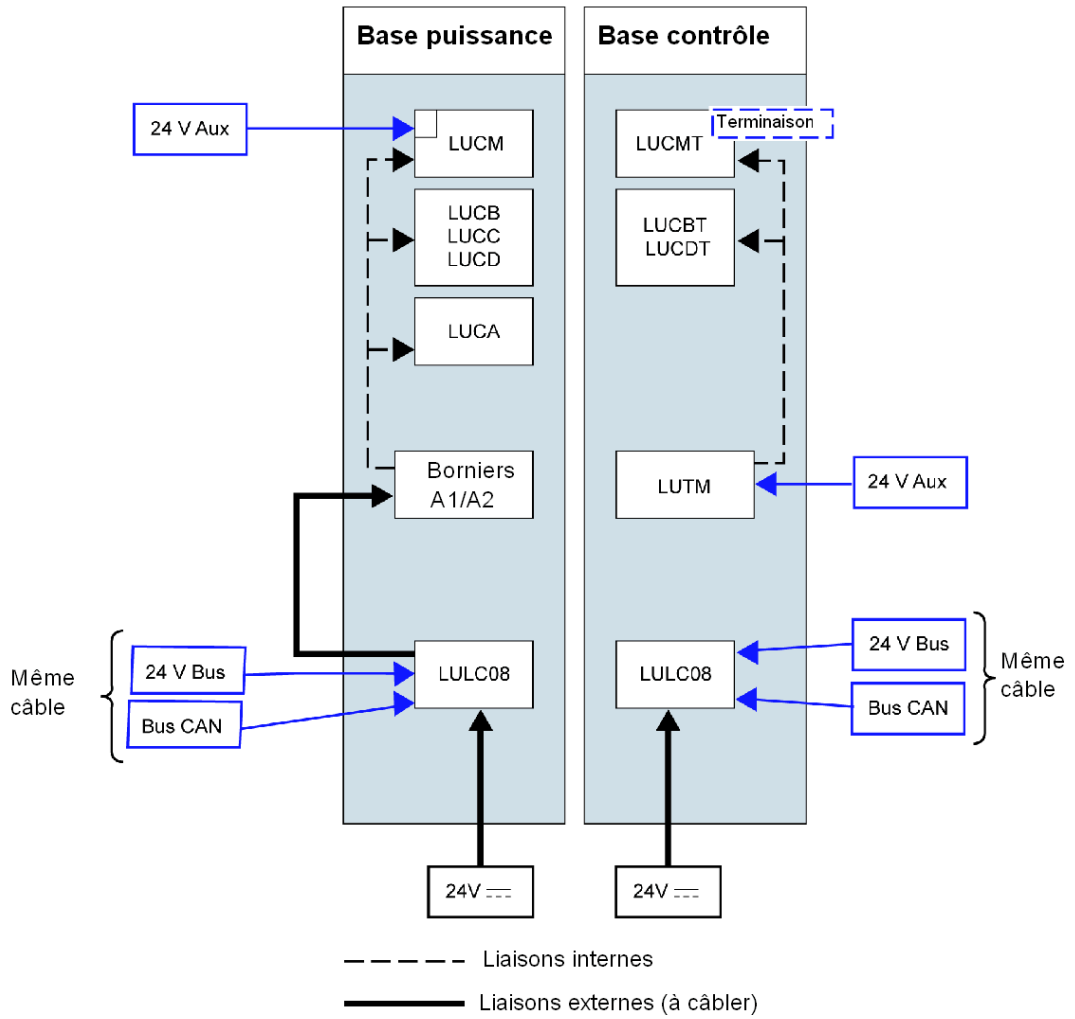 Base puissance
Base contrôle
24 V Aux
LUCM
LUCMT
Terminaison
LUCB
LUCC
LUCD
LUCBT
LUCDT
LUCA
Borniers
A1/A2
LUTM
24 V Aux
Même
câble
24 V Bus
Bus CAN
LULC08
LULC08
24 V Bus
Bus CAN
Même
câble
24V
24V
Liaisons internes
Liaisons externes (à câbler)